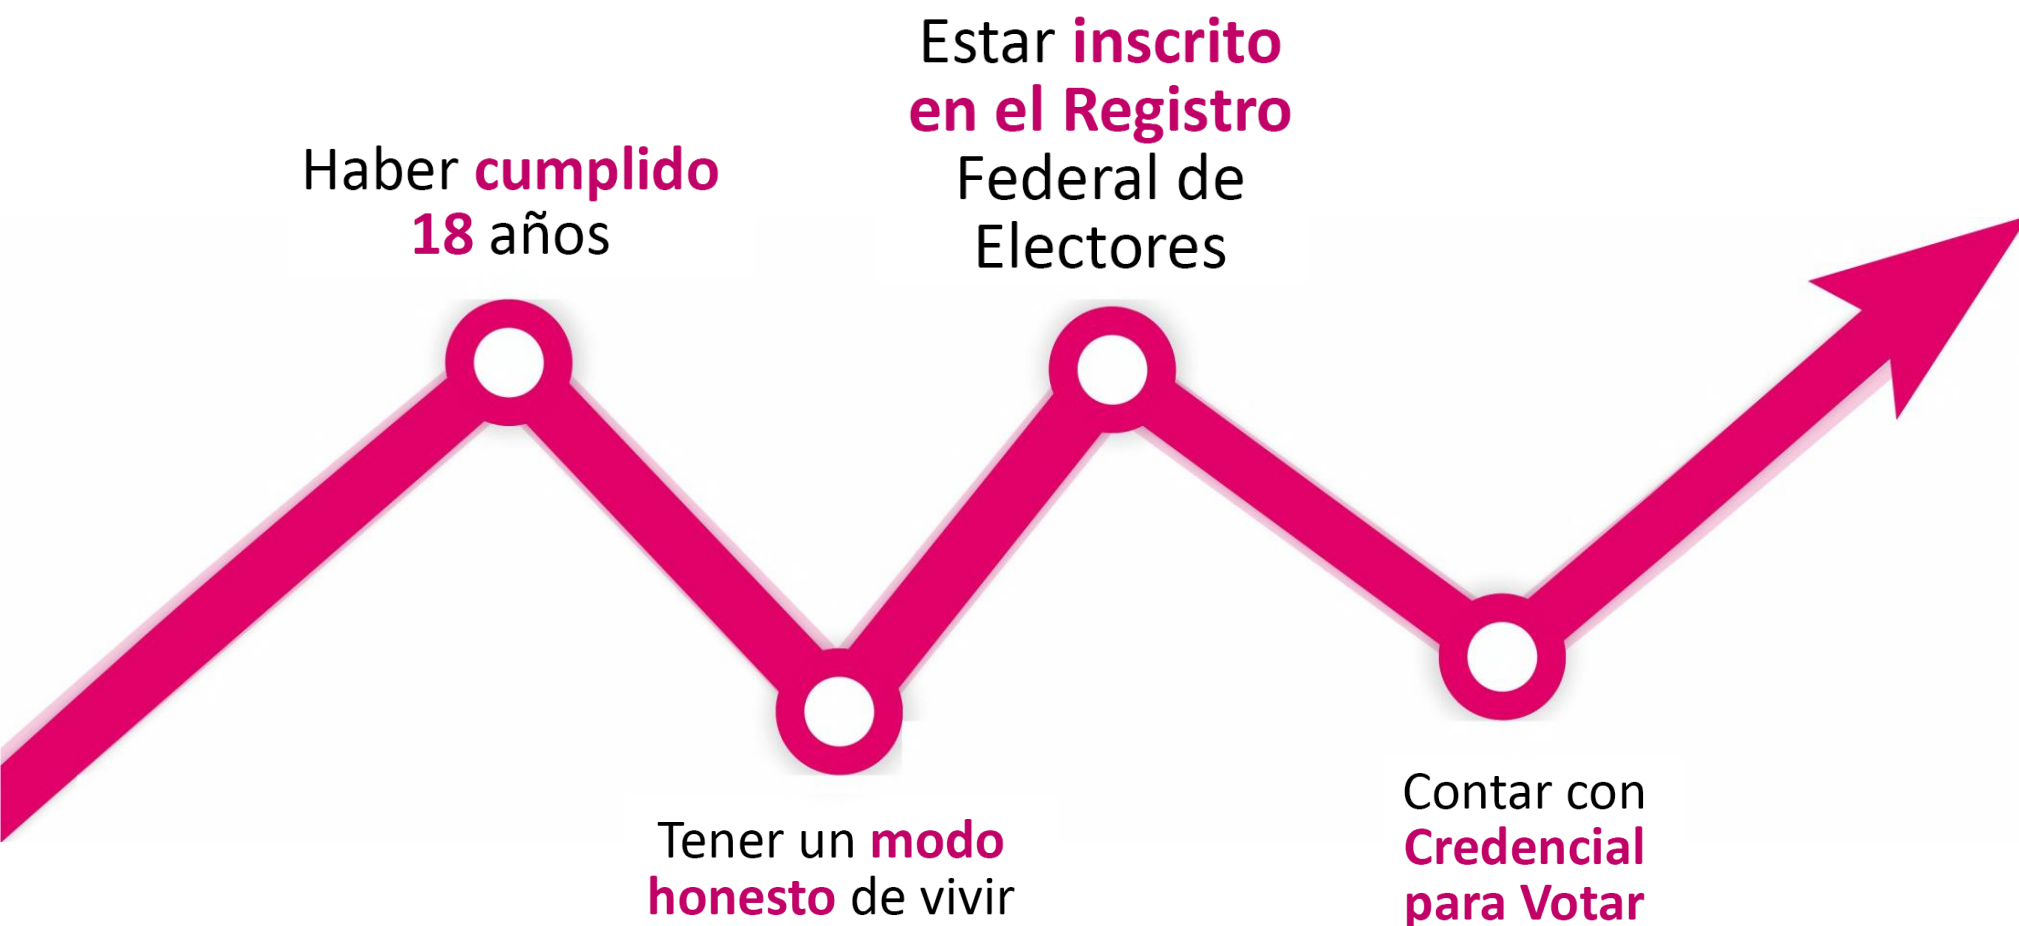 Haber cumplido
18 años
Tener un modo
honesto de vivir
Estar inscrito
en el Registro
Federal de
Electores
Contar con
Credencial
para Votar